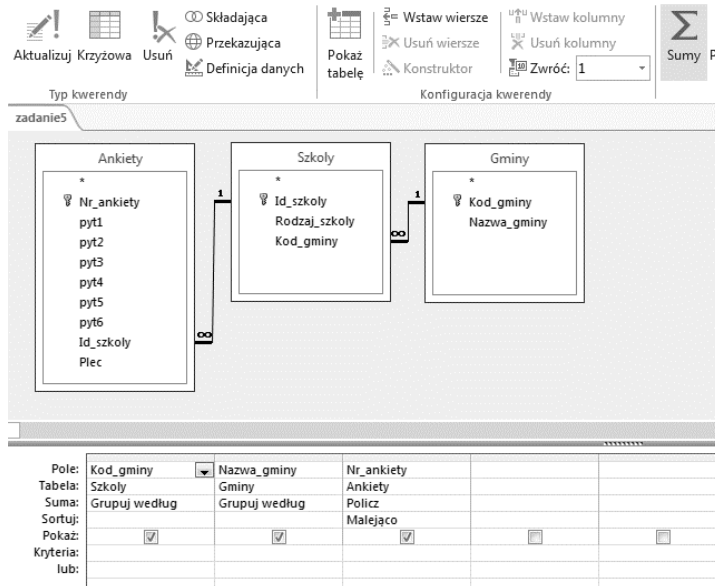 Aktualizuj Krzyżowa Usuń
Składająca
Przekazująca
Definicja danych
Typ kwerendy
Pokaż tabelę
Wstaw wiersze
Usuń wiersze
Konstruktor
Wstaw kolumny
Usuń kolumny
Zwróć: 1
Konfiguracja kwerendy
Σ
Sumy P
zadanie5
Ankiety
*
Nr_ankiety
pyt1
pyt2
pyt3
pyt4
pyt5
pyt6
Id_szkoly
Plec
1
∞
Szkoly
*
Id_szkoly
Rodzaj_szkoly
Kod_gminy
1
∞
Gminy
*
Kod_gminy
Nazwa_gminy
Pole: Kod_gminy Nazwa_gminy Nr_ankiety
Tabela: Szkoly Gminy Ankiety
Suma: Grupuj według Grupuj według Policz
Sortuj: Malejąco
Pokaż:
Kryteria:
lub: